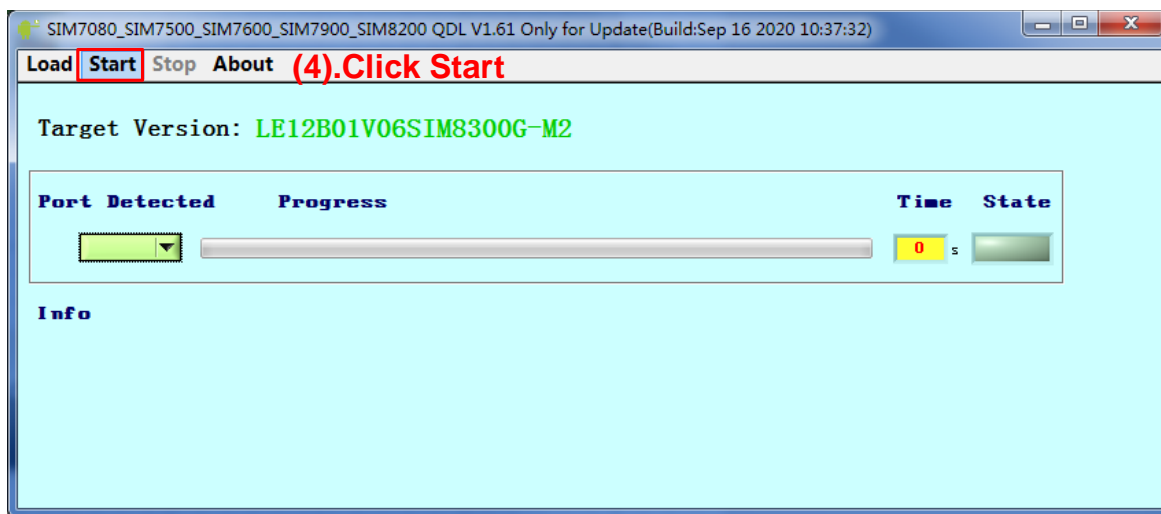 SIM7080_SIM7500_SIM7600_SIM7900_SIM8200 QDL V1.61 Only for Update(Build:Sep 16 2020 10:37:32)
Load Start Stop About (4).Click Start
Target Version: LE12B01V06SIM8300G-M2
Port Detected Progress Time State
0 s
Info